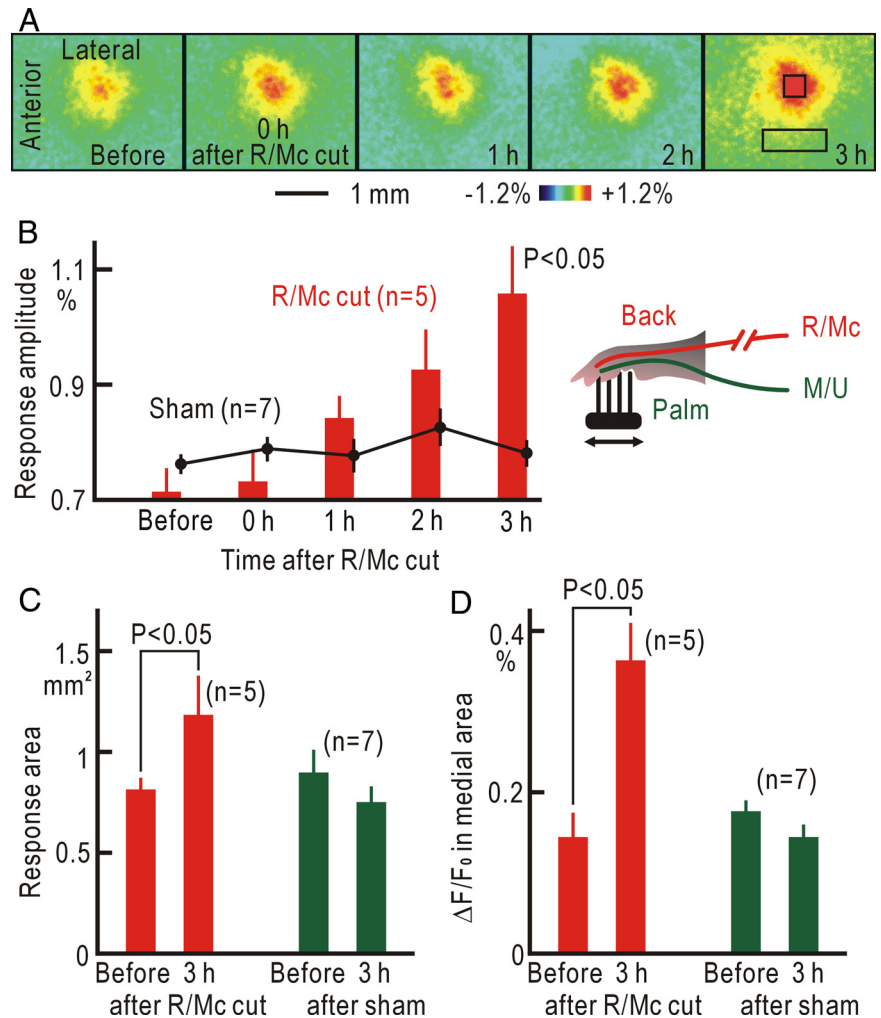 A
Lateral
Anterior
Before
0 h
after R/Mc cut
1 h
2 h
3 h
1 mm
-1.2%
+1.2%
B
Response amplitude
1.1
%
0.9
0.7
R/Mc cut (n=5)
Sham (n=7)
P<0.05
Before
0 h
1 h
2 h
3 h
Time after R/Mc cut
Back
R/Mc
M/U
Palm
C
Response area
1.5
mm²
1
0.5
0
P<0.05
(n=5)
(n=7)
Before
3 h
after R/Mc cut
Before
3 h
after sham
D
ΔF/F₀ in medial area
0.4
%
0.2
0
P<0.05
(n=5)
(n=7)
Before
3 h
after R/Mc cut
Before
3 h
after sham